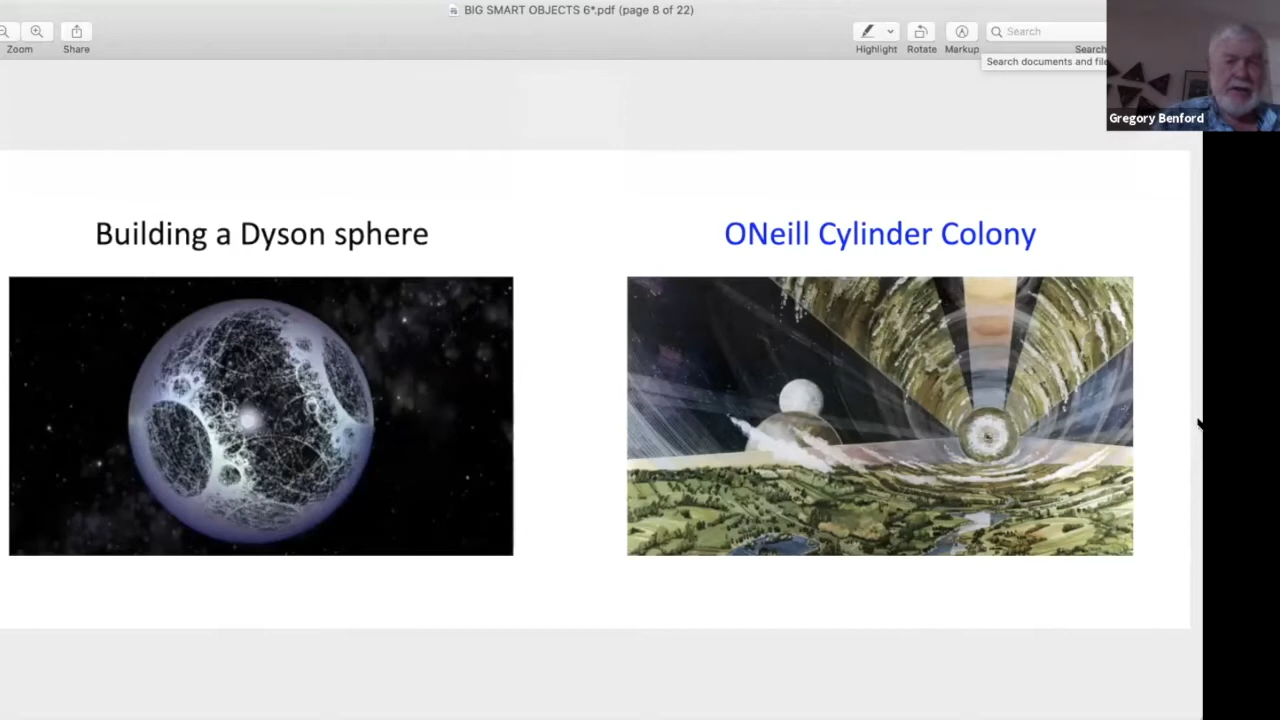 BIG SMART OBJECTS 6*.pdf (page 8 of 22)
Zoom
Share
Highlight
Rotate
Markup
Search
Search
Search documents and file
Gregory Benford
Building a Dyson sphere
ONeill Cylinder Colony